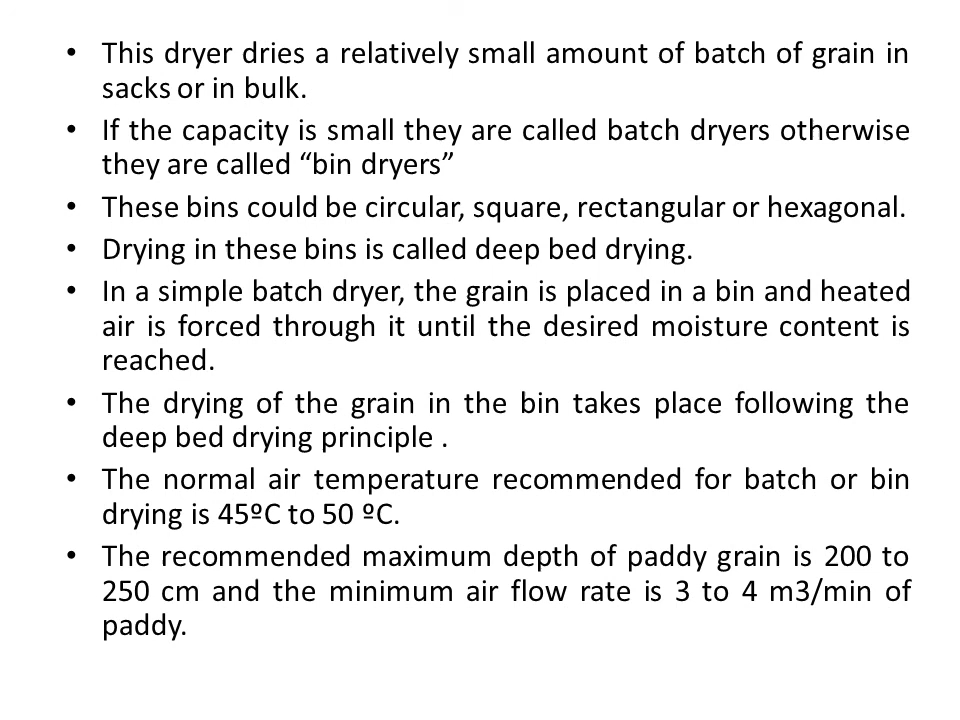 • This dryer dries a relatively small amount of batch of grain in
sacks or in bulk.
• If the capacity is small they are called batch dryers otherwise
they are called “bin dryers”
• These bins could be circular, square, rectangular or hexagonal.
• Drying in these bins is called deep bed drying.
• In a simple batch dryer, the grain is placed in a bin and heated
air is forced through it until the desired moisture content is
reached.
• The drying of the grain in the bin takes place following the
deep bed drying principle .
• The normal air temperature recommended for batch or bin
drying is 45ºC to 50 ºC.
• The recommended maximum depth of paddy grain is 200 to
250 cm and the minimum air flow rate is 3 to 4 m3/min of
paddy.